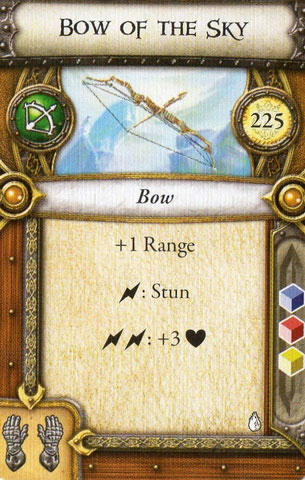 Bow of the Sky
225
Bow
+1 Range
: Stun
: +3